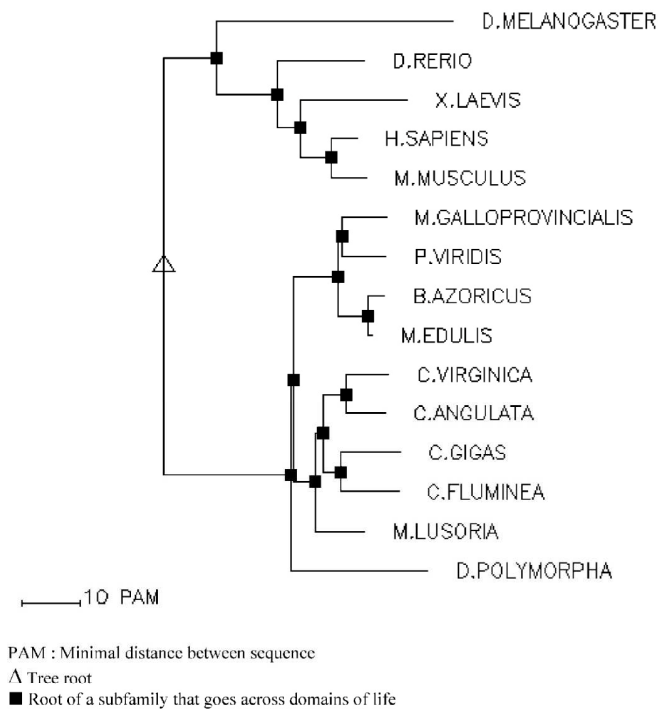 D.MELANOGASTER
D.RERIO
X.LAEVIS
H.SAPIENS
M.MUSCULUS
M.GALLOPROVINCIALIS
P.VIRIDIS
B.AZORICUS
M.EDULIS
C.VIRGINICA
C.ANGULATA
C.GIGAS
C.FLUMINEA
M.LUSORIA
D.POLYMORPHA
10 PAM
PAM : Minimal distance between sequence
Δ Tree root
■ Root of a subfamily that goes across domains of life